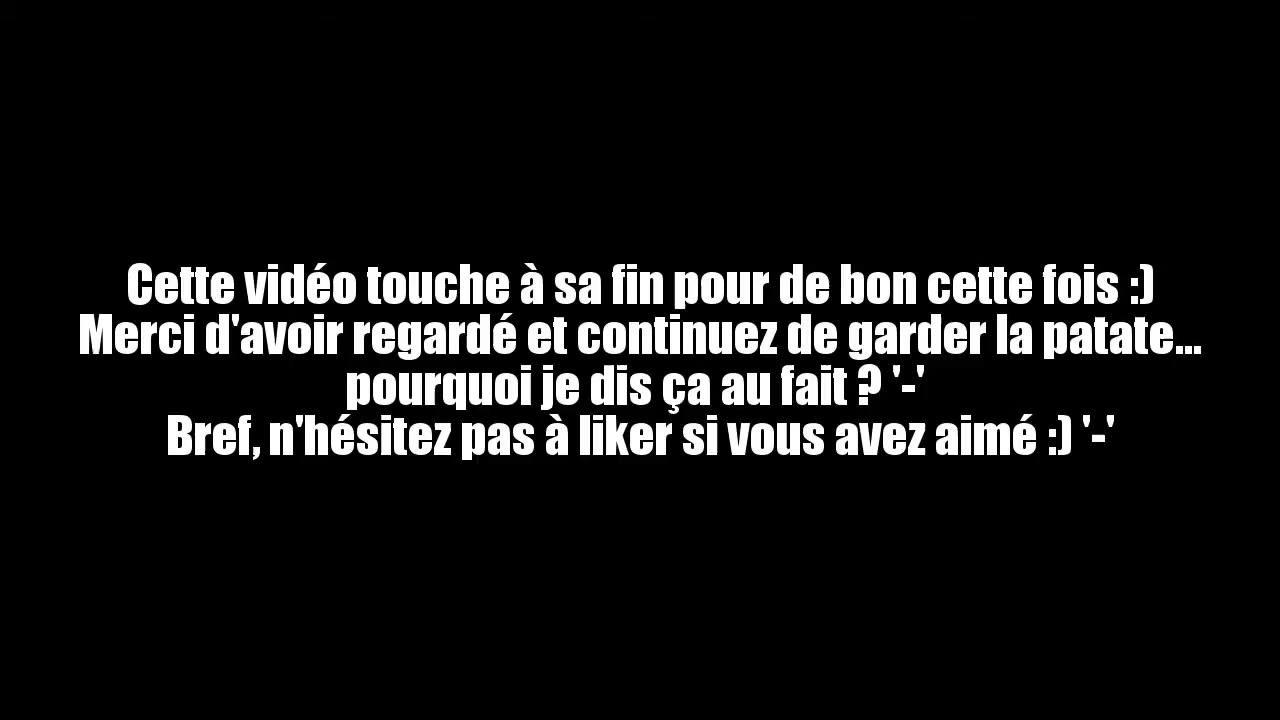 Cette vidéo touche à sa fin pour de bon cette fois :)
Merci d'avoir regardé et continuez de garder la patate...
pourquoi je dis ça au fait ? '-'
Bref, n'hésitez pas à liker si vous avez aimé :) '-'